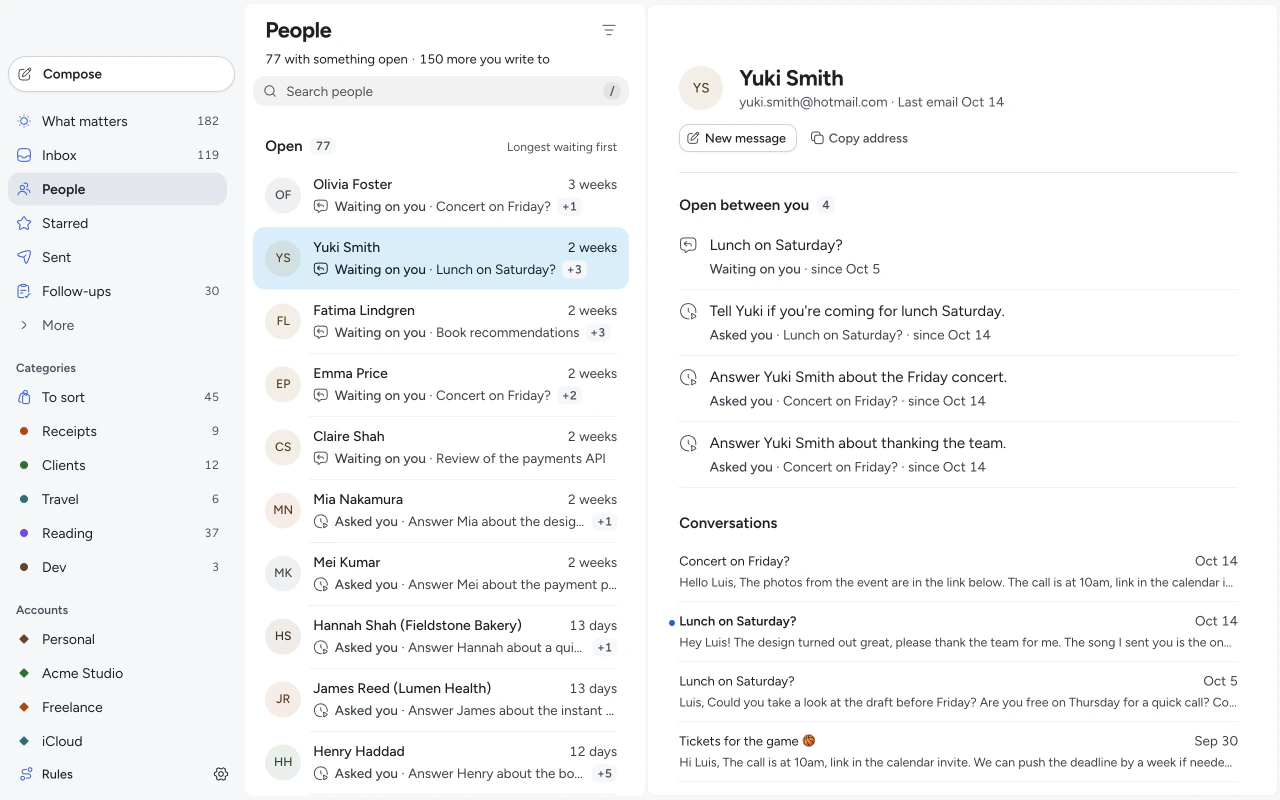 Compose
What matters 182
Inbox 119
People
Starred
Sent
Follow-ups 30
More
Categories
To sort 45
Receipts 9
Clients 12
Travel 6
Reading 37
Dev 3
Accounts
Personal
Acme Studio
Freelance
iCloud
Rules
People
77 with something open · 150 more you write to
Search people /
Open 77 Longest waiting first
OF Olivia Foster 3 weeks
Waiting on you · Concert on Friday? +1
YS Yuki Smith 2 weeks
Waiting on you · Lunch on Saturday? +3
FL Fatima Lindgren 2 weeks
Waiting on you · Book recommendations +3
EP Emma Price 2 weeks
Waiting on you · Concert on Friday? +2
CS Claire Shah 2 weeks
Waiting on you · Review of the payments API
MN Mia Nakamura 2 weeks
Asked you · Answer Mia about the desig... +1
MK Mei Kumar 2 weeks
Asked you · Answer Mei about the payment p...
HS Hannah Shah (Fieldstone Bakery) 13 days
Asked you · Answer Hannah about a qui... +1
JR James Reed (Lumen Health) 13 days
Asked you · Answer James about the instant ...
HH Henry Haddad 12 days
Asked you · Answer Henry about the bo... +5
YS Yuki Smith
yuki.smith@hotmail.com · Last email Oct 14
New message Copy address
Open between you 4
Lunch on Saturday?
Waiting on you · since Oct 5
Tell Yuki if you're coming for lunch Saturday.
Asked you · Lunch on Saturday? · since Oct 14
Answer Yuki Smith about the Friday concert.
Asked you · Concert on Friday? · since Oct 14
Answer Yuki Smith about thanking the team.
Asked you · Concert on Friday? · since Oct 14
Conversations
Concert on Friday? Oct 14
Hello Luis, The photos from the event are in the link below. The call is at 10am, link in the calendar i...
Lunch on Saturday? Oct 14
Hey Luis! The design turned out great, please thank the team for me. The song I sent you is the on...
Lunch on Saturday? Oct 5
Luis, Could you take a look at the draft before Friday? Are you free on Thursday for a quick call? Co...
Tickets for the game 🏀 Sep 30
Hi Luis, The call is at 10am, link in the calendar invite. We can push the deadline by a week if neede...